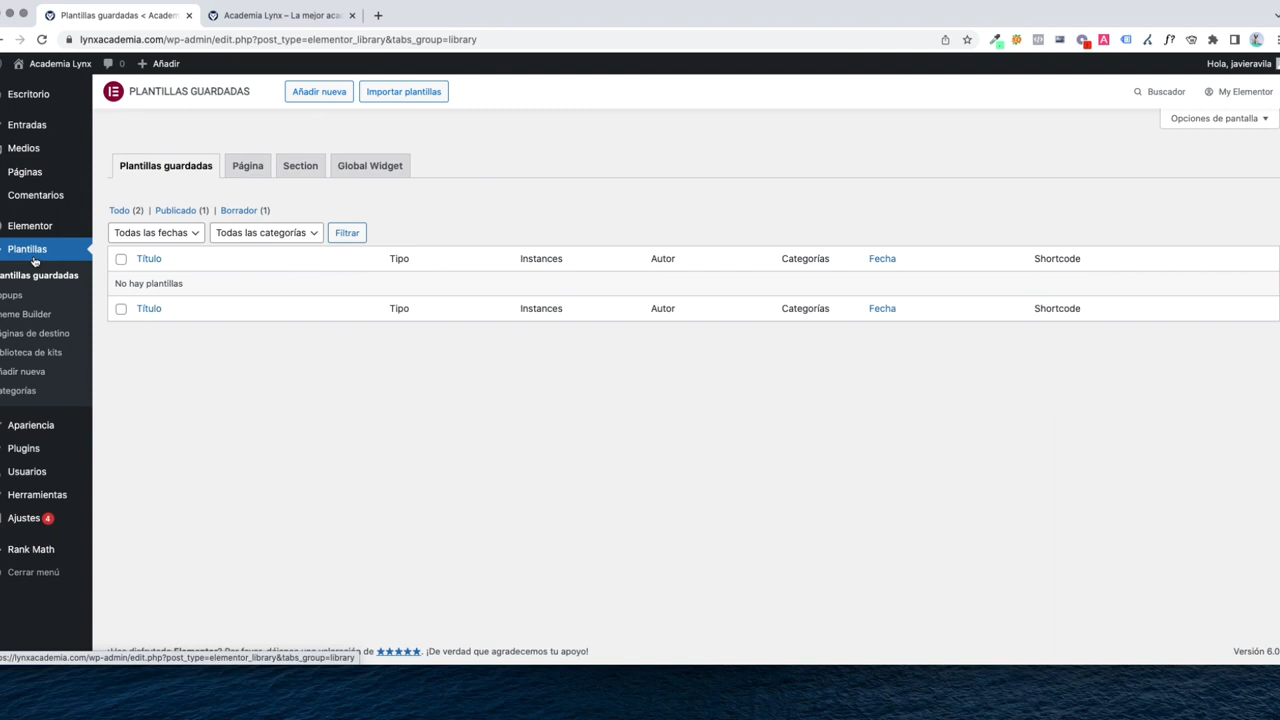 Plantillas guardadas < Academ
Academia Lynx – La mejor aca
lynxacademia.com/wp-admin/edit.php?post_type=elementor_library&tabs_group=library
Academia Lynx
0
Añadir
Hola, javieravila
Escritorio
Entradas
Medios
Páginas
Comentarios
Elementor
Plantillas
lantillas guardadas
opups
heme Builder
áginas de destino
iblioteca de kits
ñadir nueva
ategorías
Apariencia
Plugins
Usuarios
Herramientas
Ajustes 4
Rank Math
Cerrar menú
PLANTILLAS GUARDADAS
Añadir nueva
Importar plantillas
Buscador
My Elementor
Opciones de pantalla
Plantillas guardadas
Página
Section
Global Widget
Todo (2) | Publicado (1) | Borrador (1)
Todas las fechas
Todas las categorías
Filtrar
Título Tipo Instances Autor Categorías Fecha Shortcode
No hay plantillas
Título Tipo Instances Autor Categorías Fecha Shortcode
★★★★★. ¡De verdad que agradecemos tu apoyo!
Versión 6.0
ps://lynxacademia.com/wp-admin/edit.php?post_type=elementor_library&tabs_group=library